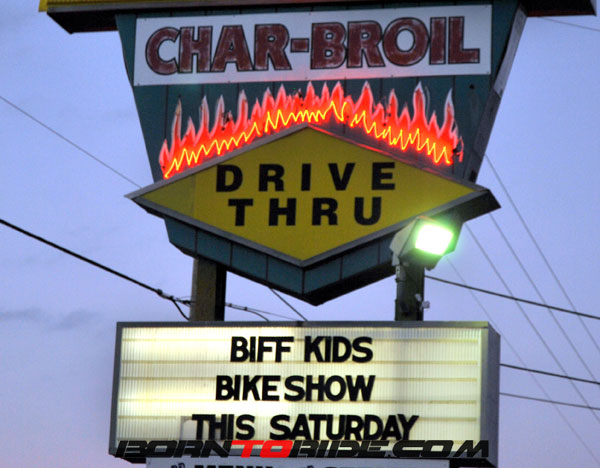 CHAR-BROIL
DRIVE
THRU
BIFF KIDS
BIKE SHOW
THIS SATURDAY
BORNTORIDE.COM